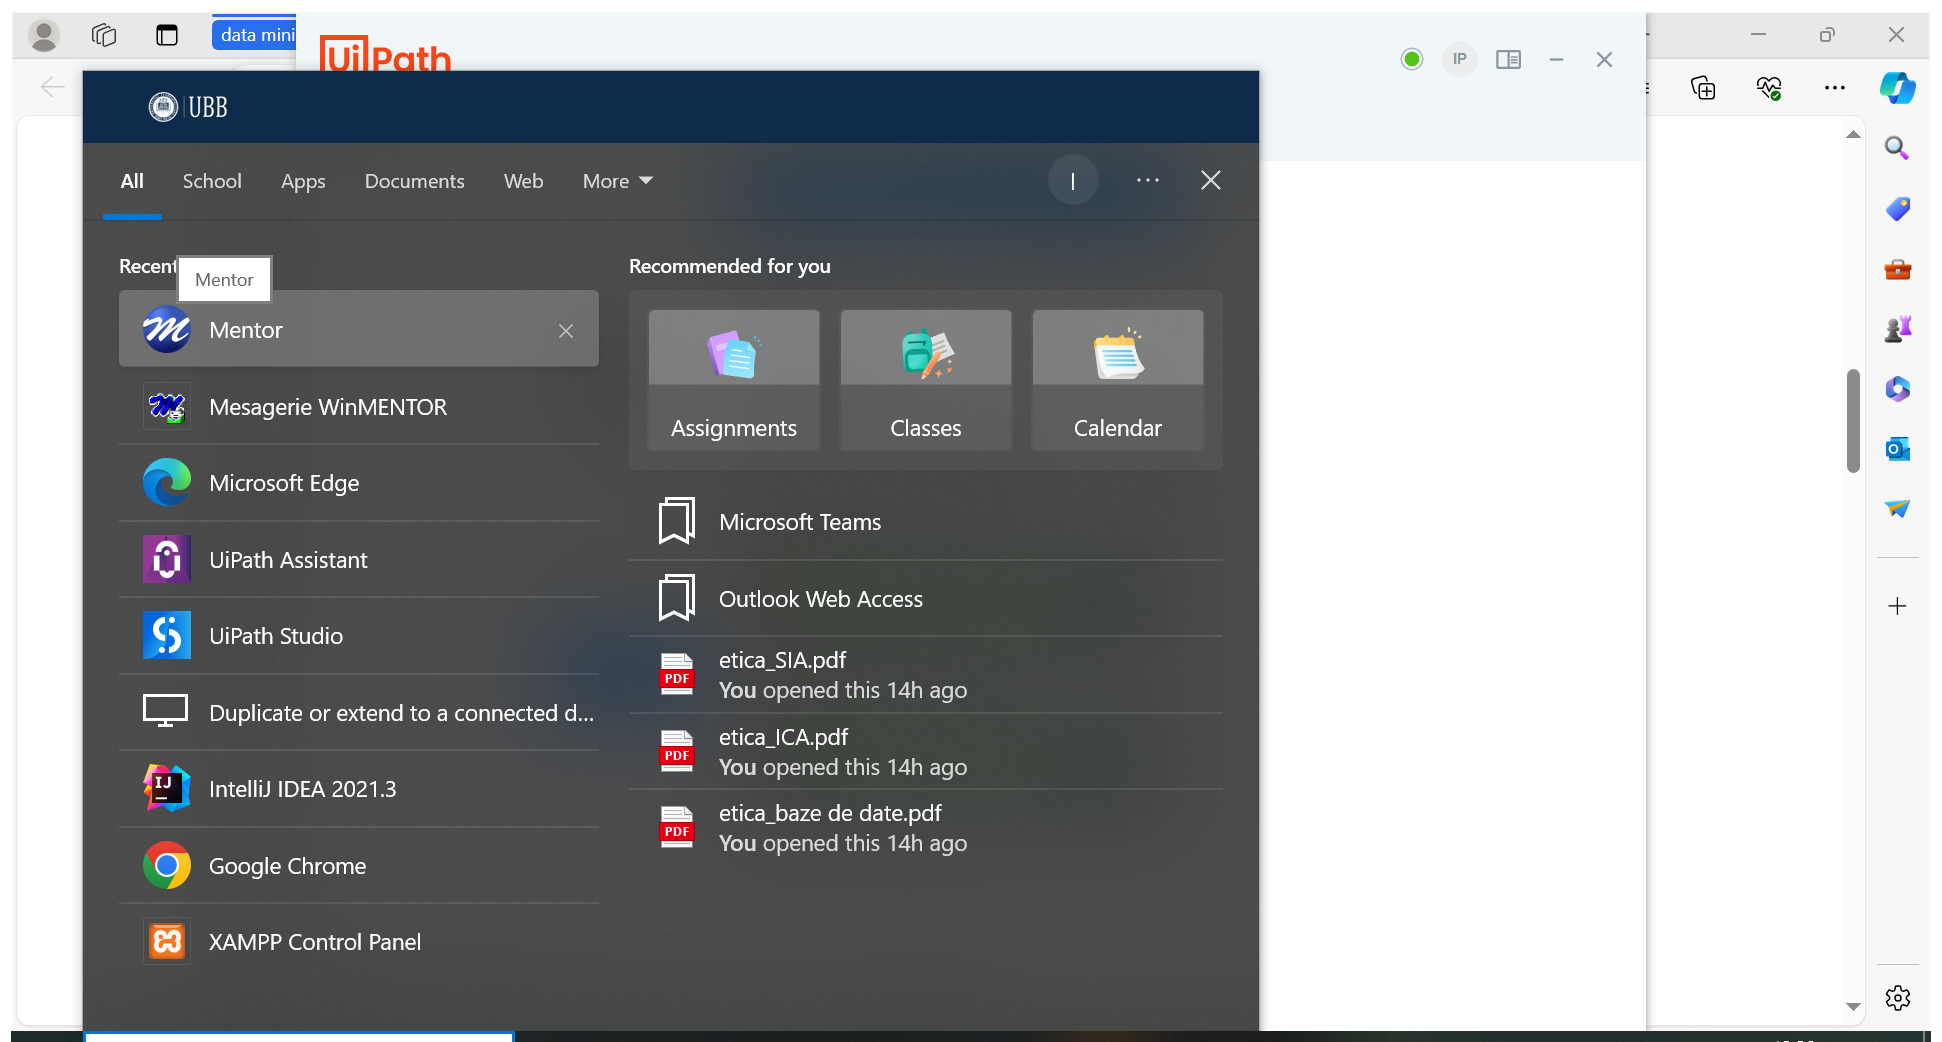 data mini
UiPath
IP
UBB
All School Apps Documents Web More
I
Recent
Mentor
Mentor
Mesagerie WinMENTOR
Microsoft Edge
UiPath Assistant
UiPath Studio
Duplicate or extend to a connected d...
IntelliJ IDEA 2021.3
Google Chrome
XAMPP Control Panel
Recommended for you
Assignments Classes Calendar
Microsoft Teams
Outlook Web Access
etica_SIA.pdf
You opened this 14h ago
etica_ICA.pdf
You opened this 14h ago
etica_baze de date.pdf
You opened this 14h ago